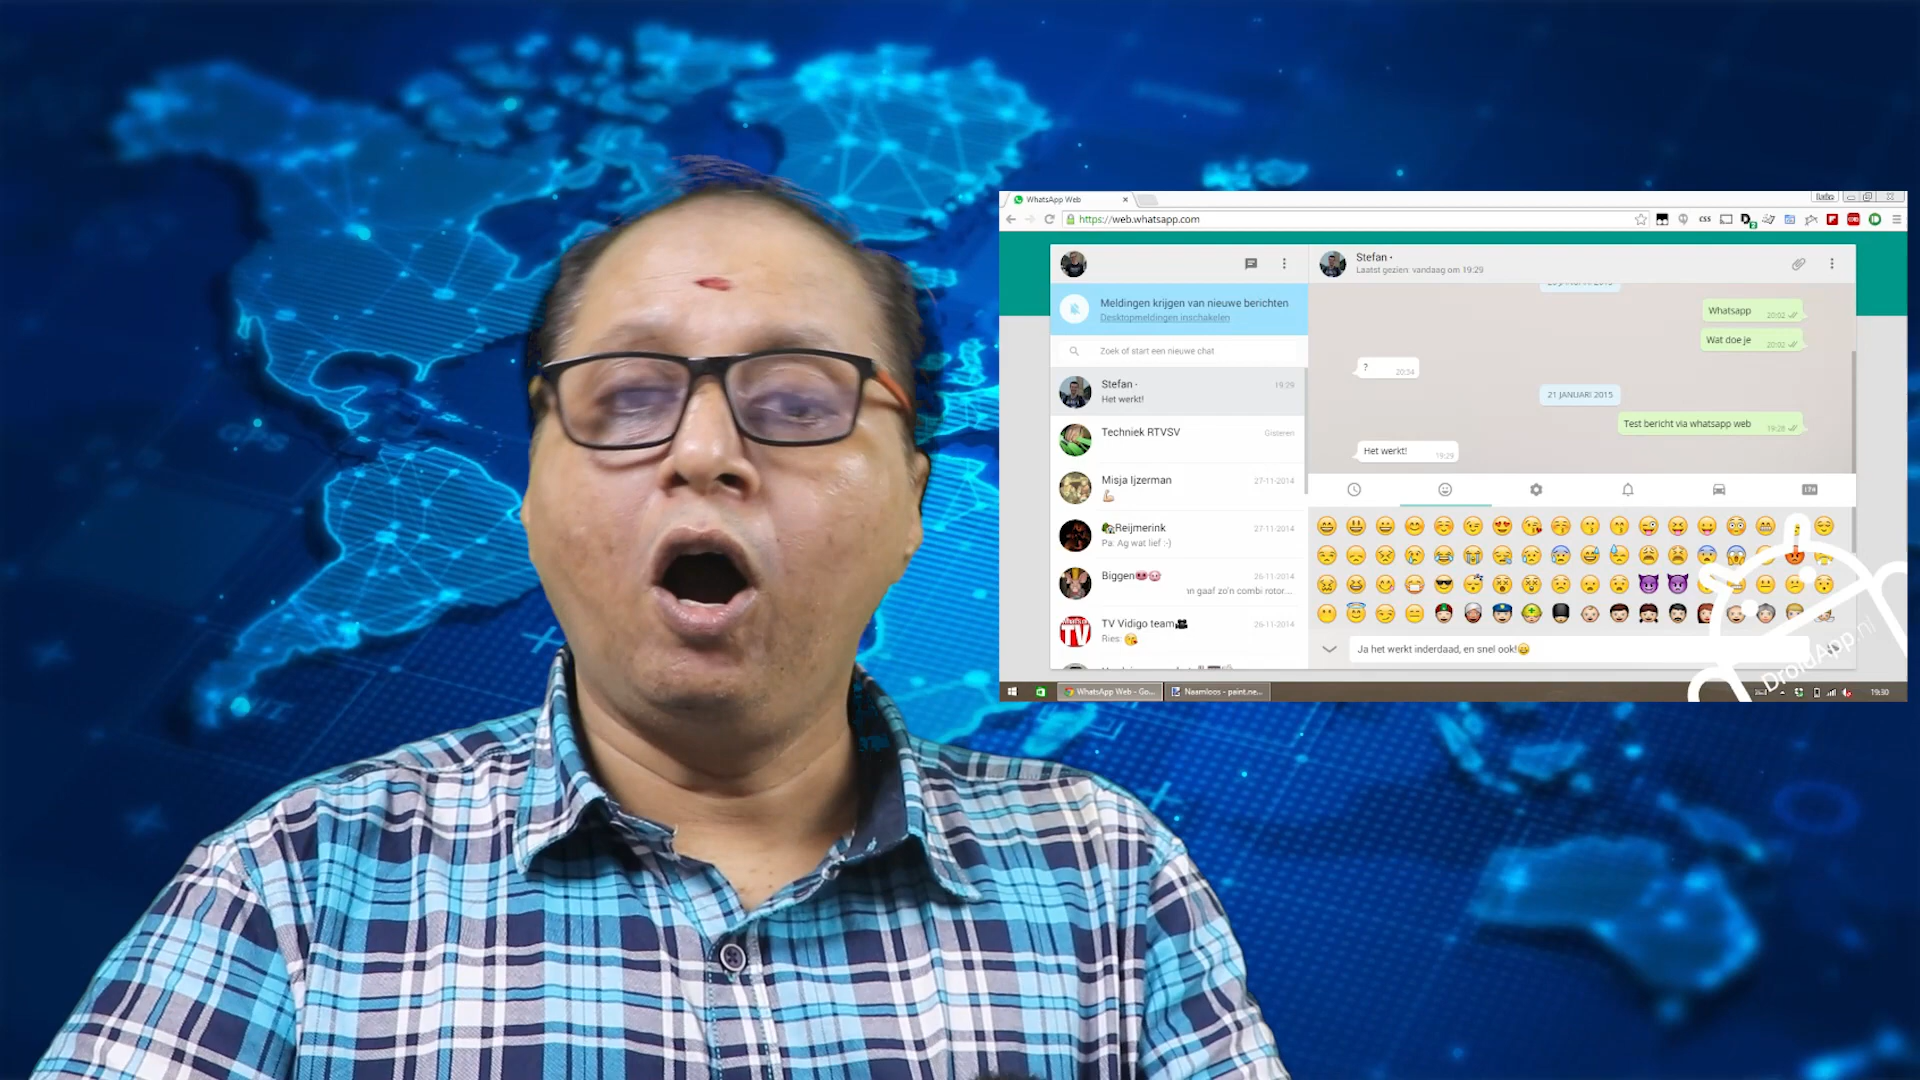 WhatsApp Web
https://web.whatsapp.com
CSS
Stefan ·
Laatst gezien: vandaag om 19:29
Meldingen krijgen van nieuwe berichten
Desktopmeldingen inschakelen
Zoek of start een nieuwe chat
Stefan ·
19:29
Het werkt!
Techniek RTVSV
Gisteren
Misja Ijzerman
27-11-2014
Reijmerink
27-11-2014
Pa: Ag wat lief :-)
Biggen
26-11-2014
nn gaaf zo'n combi rotor...
TV Vidigo team
26-11-2014
Ries:
TV
Whatsapp
20:02
Wat doe je
20:02
?
20:34
21 JANUARI 2015
Test bericht via whatsapp web
19:28
Het werkt!
19:29
Ja het werkt inderdaad, en snel ook!
DroidApp.nl
WhatsApp Web - Go...
Naamloos - paint.ne...
19:30